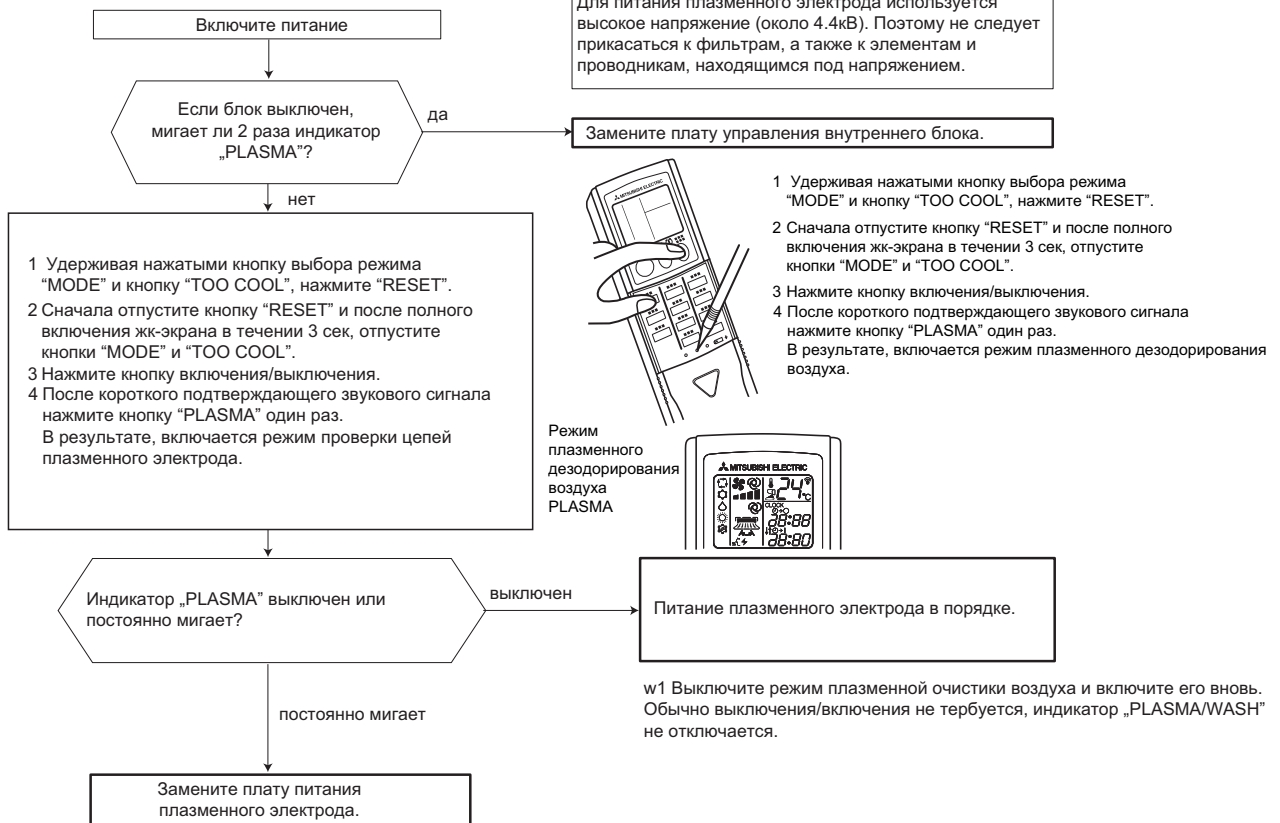 Для питания плазменного электрода используется
высокое напряжение (около 4.4кВ). Поэтому не следует
прикасаться к фильтрам, а также к элементам и
проводникам, находящимся под напряжением.
Включите питание
Если блок выключен,
мигает ли 2 раза индикатор
„PLASMA”?
да
Замените плату управления внутреннего блока.
нет
1 Удерживая нажатыми кнопку выбора режима
“MODE” и кнопку “TOO COOL”, нажмите “RESET”.
2 Сначала отпустите кнопку “RESET” и после полного
включения жк-экрана в течении 3 сек, отпустите
кнопки “MODE” и “TOO COOL”.
3 Нажмите кнопку включения/выключения.
4 После короткого подтверждающего звукового сигнала
нажмите кнопку “PLASMA” один раз.
В результате, включается режим проверки цепей
плазменного электрода.
MITSUBISHI ELECTRIC
1 Удерживая нажатыми кнопку выбора режима
“MODE” и кнопку “TOO COOL”, нажмите “RESET”.
2 Сначала отпустите кнопку “RESET” и после полного
включения жк-экрана в течении 3 сек, отпустите
кнопки “MODE” и “TOO COOL”.
3 Нажмите кнопку включения/выключения.
4 После короткого подтверждающего звукового сигнала
нажмите кнопку “PLASMA” один раз.
В результате, включается режим плазменного дезодорирования
воздуха.
Режим
плазменного
дезодорирования
воздуха
PLASMA
MITSUBISHI ELECTRIC
24°C
CLOCK
88:88
88:80
Индикатор „PLASMA” выключен или
постоянно мигает?
выключен
Питание плазменного электрода в порядке.
w1 Выключите режим плазменной очистики воздуха и включите его вновь.
Обычно выключения/включения не тербуется, индикатор „PLASMA/WASH”
не отключается.
постоянно мигает
Замените плату питания
плазменного электрода.